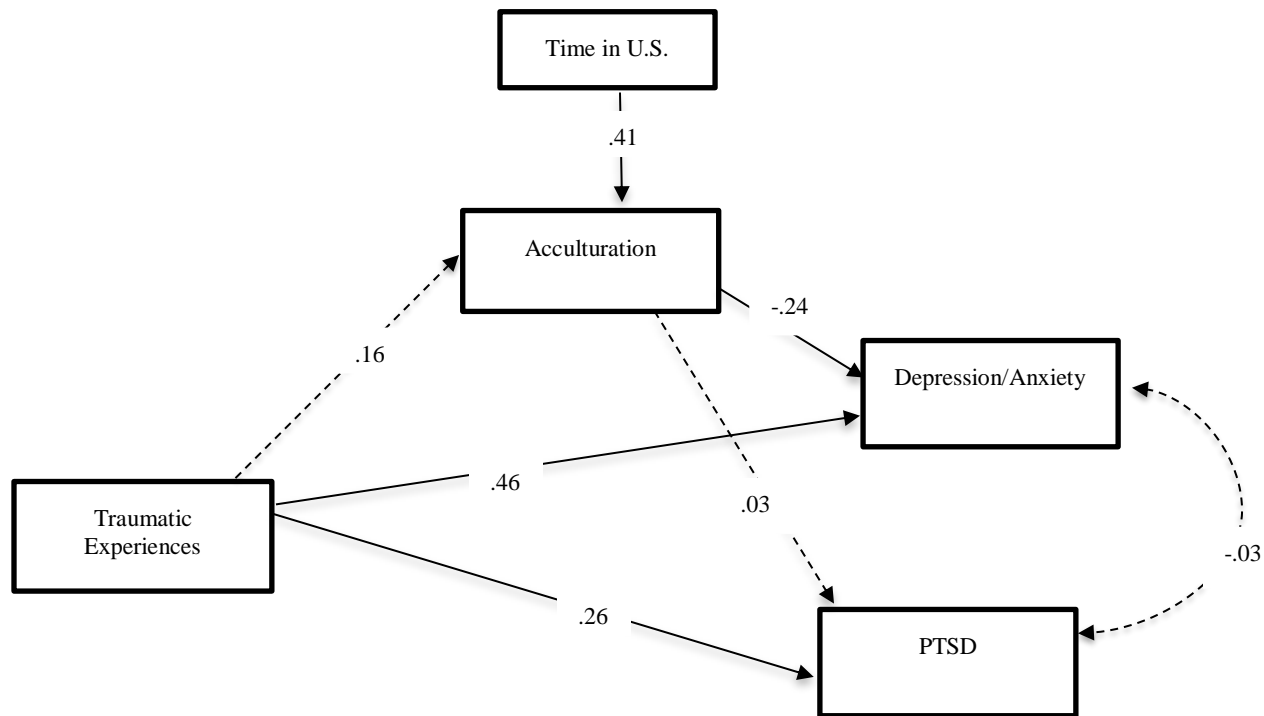 Time in U.S.
.41
Acculturation
-.24
.16
Depression/Anxiety
.46
.03
Traumatic
Experiences
-.03
.26
PTSD